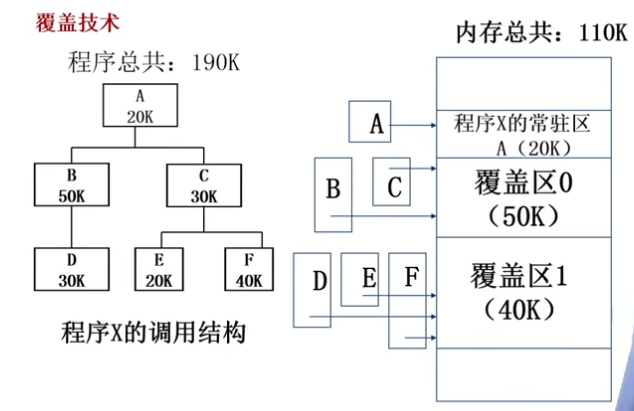 覆盖技术
程序总共：190K
A
20K
B
50K
C
30K
D
30K
E
20K
F
40K
程序X的调用结构
内存总共：110K
A
程序X的常驻区
A（20K）
B
C
覆盖区0
（50K）
D
E
F
覆盖区1
（40K）